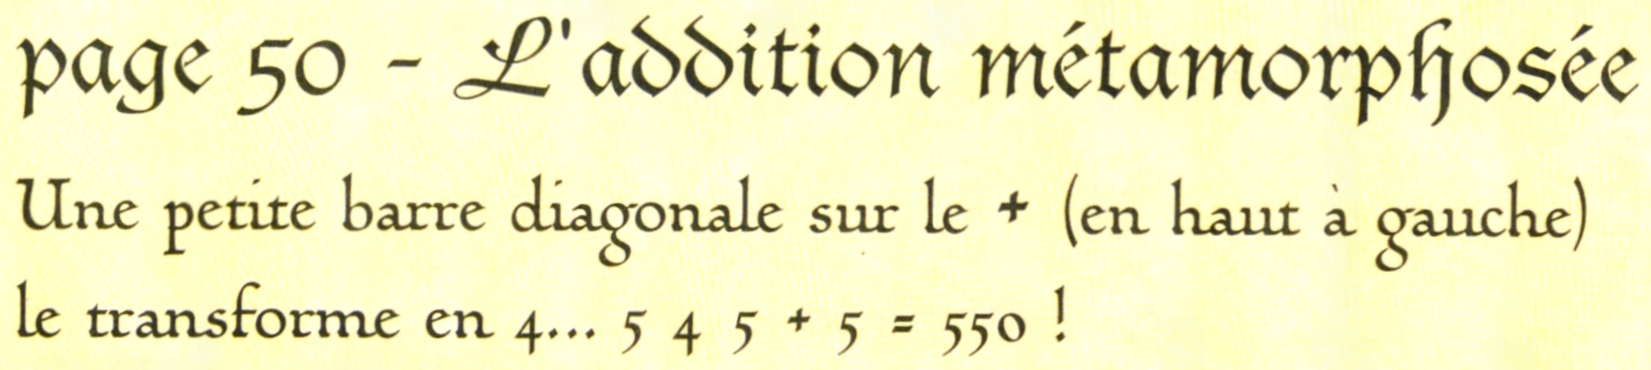 page 50 - L'addition métamorphosée
Une petite barre diagonale sur le + (en haut à gauche)
le transforme en 4... 5 4 5 + 5 = 550 !